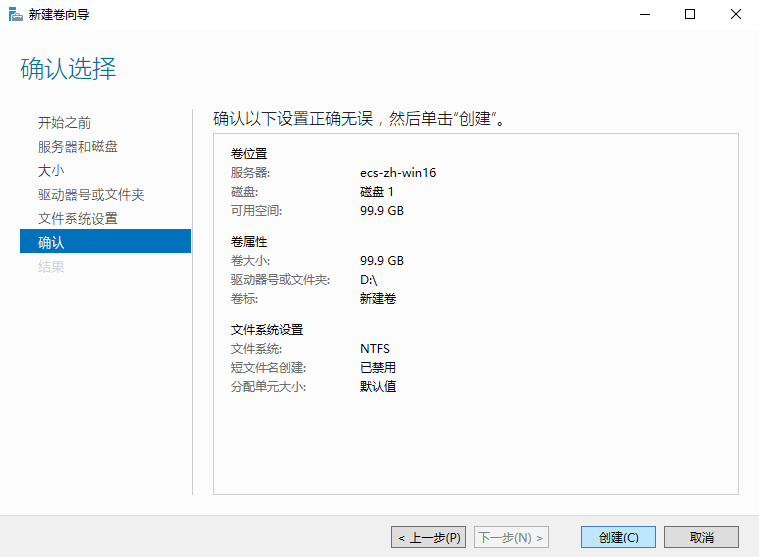 新建卷向导
确认选择
开始之前
服务器和磁盘
大小
驱动器号或文件夹
文件系统设置
确认
结果
确认以下设置正确无误，然后单击“创建”。
卷位置
服务器: ecs-zh-win16
磁盘: 磁盘 1
可用空间: 99.9 GB
卷属性
卷大小: 99.9 GB
驱动器号或文件夹: D:\
卷标: 新建卷
文件系统设置
文件系统: NTFS
短文件名创建: 已禁用
分配单元大小: 默认值
< 上一步(P) 下一步(N) > 创建(C) 取消